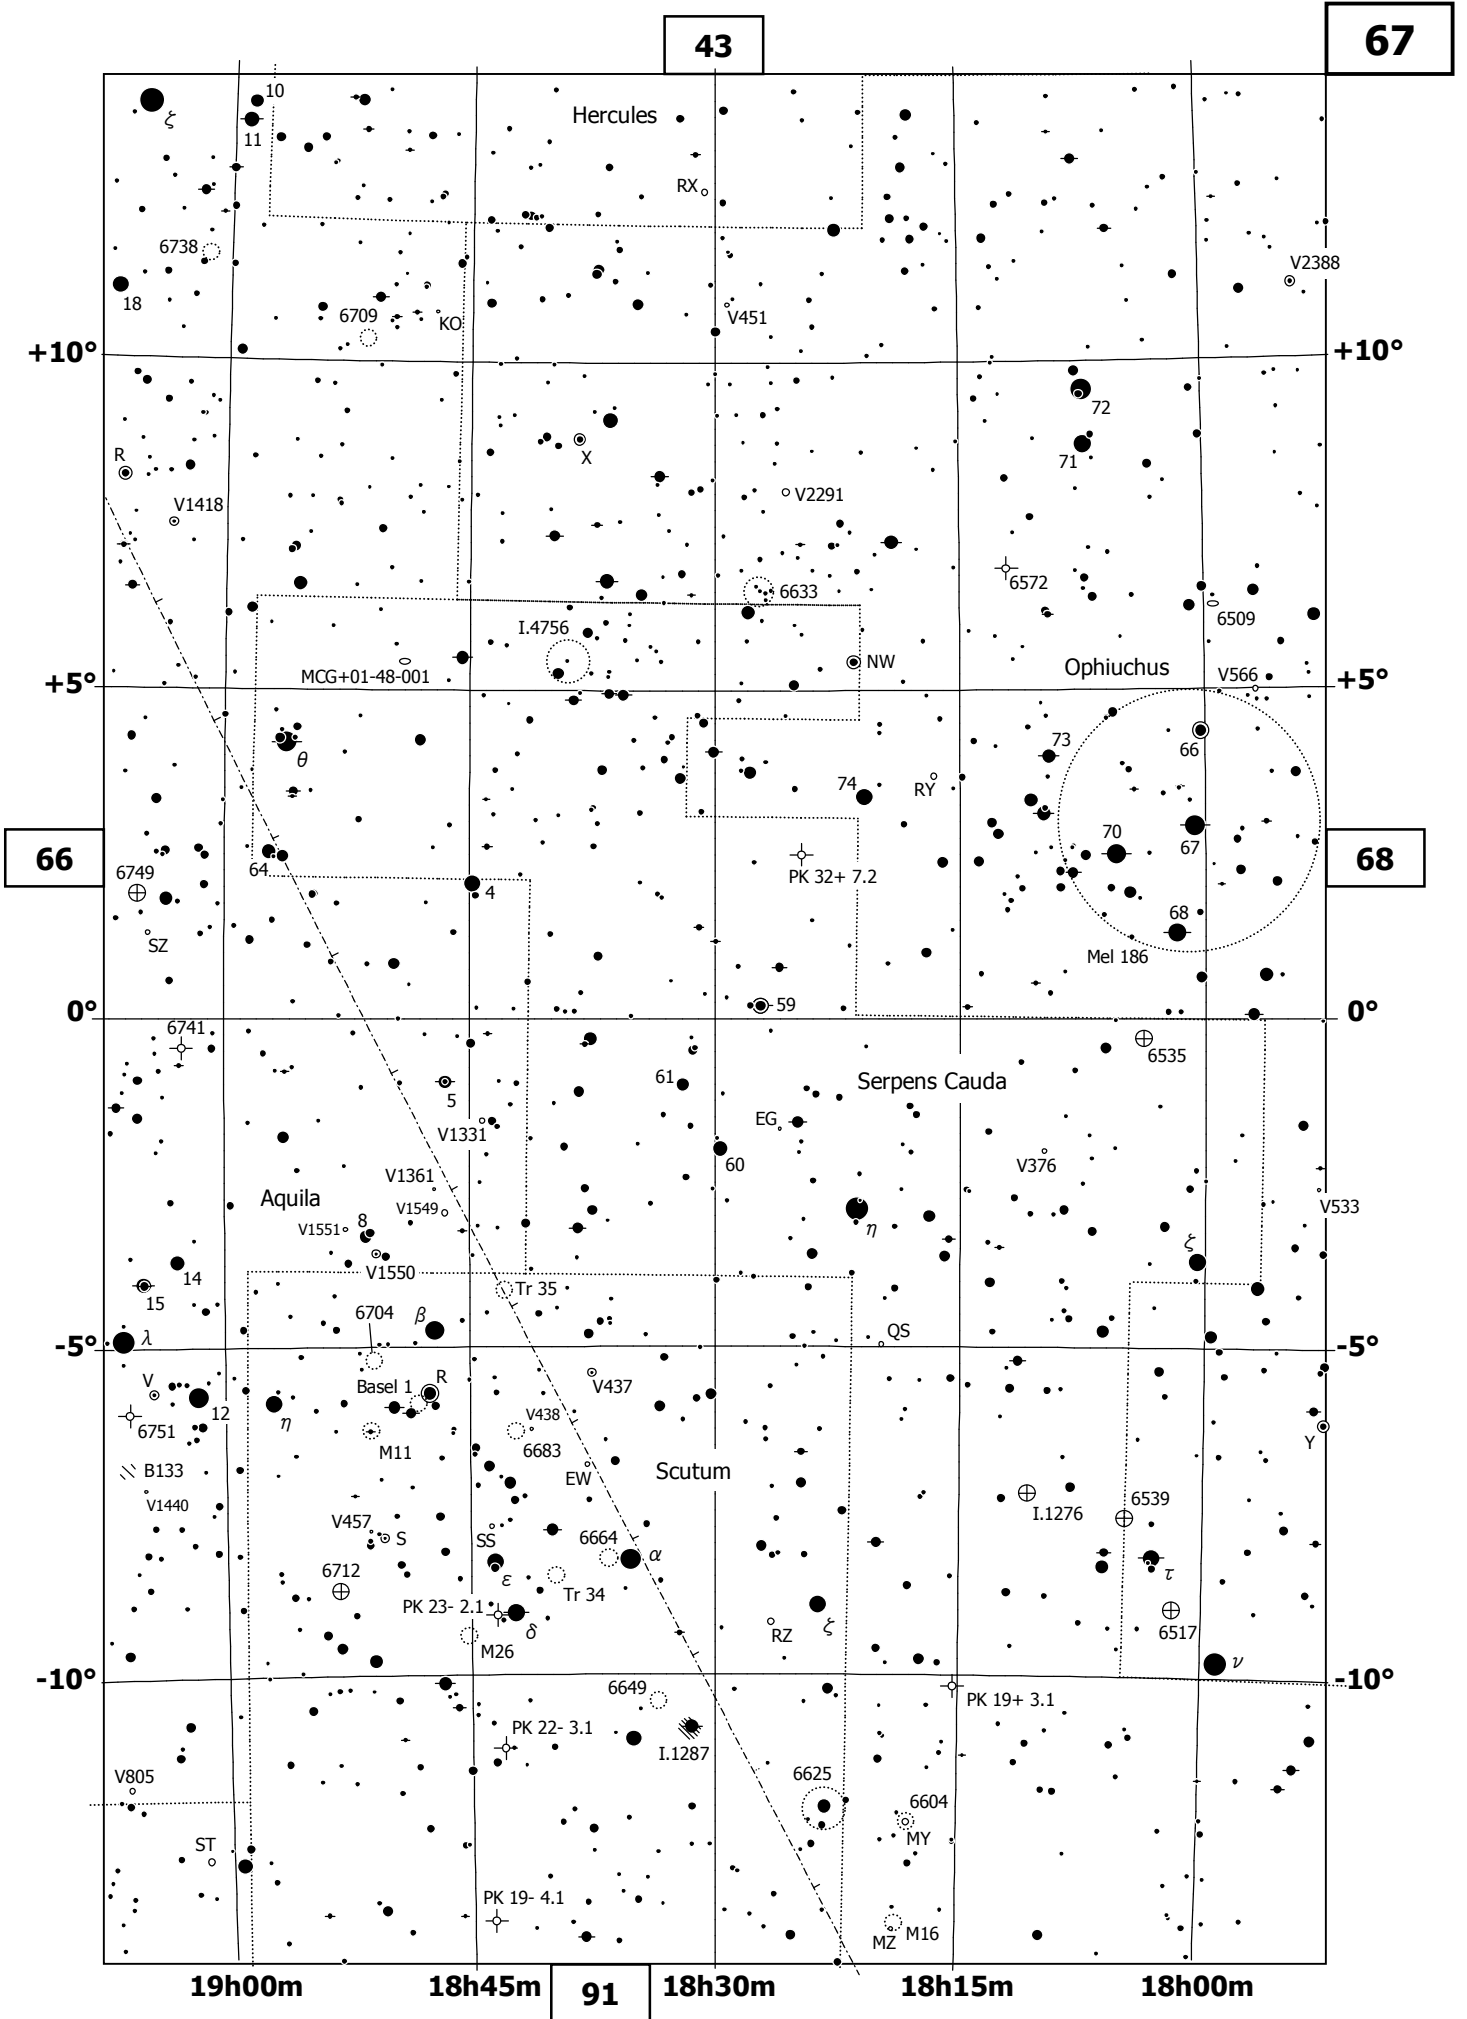 43
67
Hercules
10
ζ
11
RX
6738
V2388
18
6709
KO
V451
+10°
+10°
72
R
X
71
V1418
V2291
6572
6633
6509
I.4756
NW
Ophiuchus
MCG+01-48-001
V566
+5°
+5°
θ
73
66
74
RY
66
64
70
67
68
6749
4
PK 32+ 7.2
68
SZ
Mel 186
59
0°
0°
6741
6535
61
Serpens Cauda
5
EG
V1331
60
V376
V1361
Aquila
V1549
V533
V1551
8
η
ζ
V1550
14
15
Tr 35
6704
β
λ
QS
-5°
-5°
V
Basel 1
R
V437
12
η
V438
6751
M11
6683
Y
B133
EW
Scutum
V1440
I.1276
6539
V457
S
SS
6664
α
6712
ε
Tr 34
τ
PK 23- 2.1
δ
RZ
ζ
6517
M26
ν
-10°
-10°
6649
PK 19+ 3.1
PK 22- 3.1
I.1287
V805
6625
6604
ST
MY
PK 19- 4.1
MZ
M16
19h00m
18h45m
91
18h30m
18h15m
18h00m